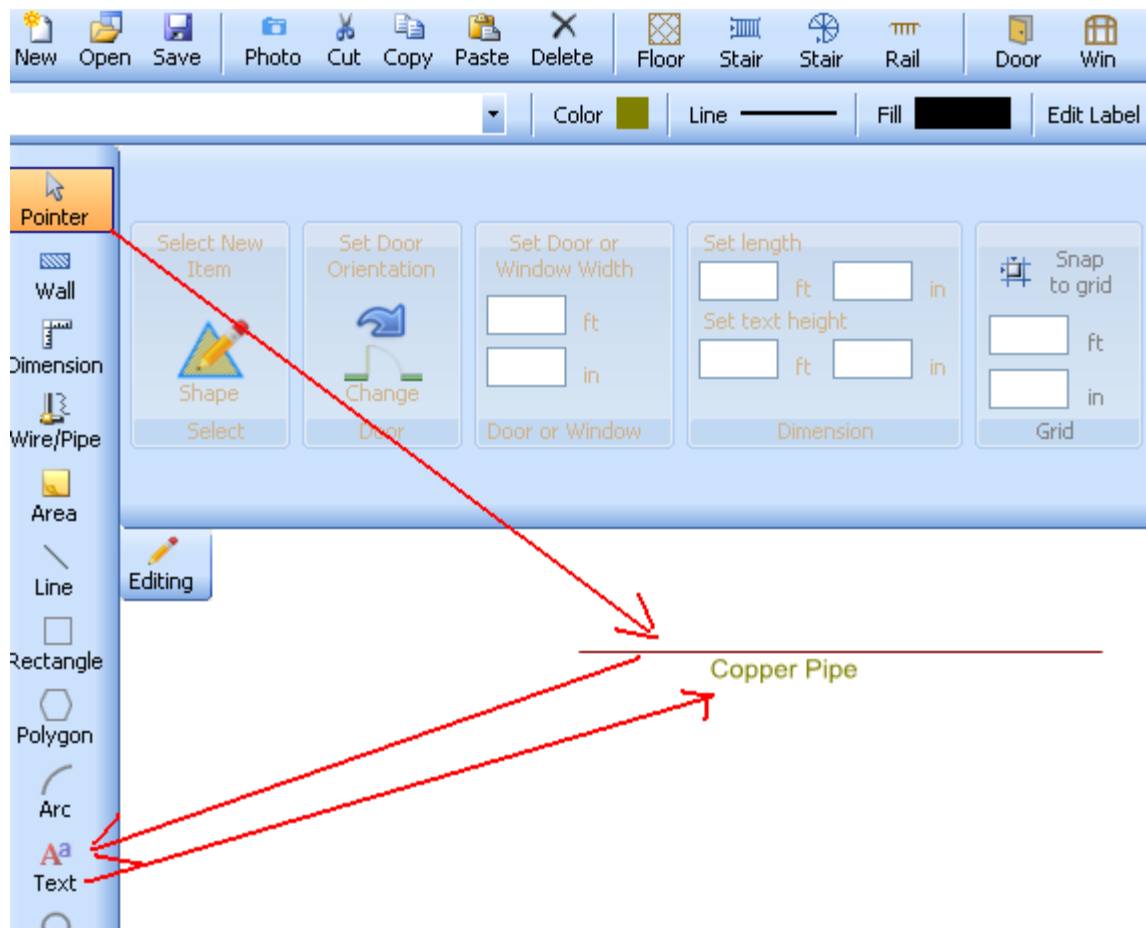 New Open Save Photo Cut Copy Paste Delete Floor Stair Stair Rail Door Win
Color Line Fill Edit Label
Pointer
Wall
Dimension
Wire/Pipe
Area
Line
Rectangle
Polygon
Arc
Aa
Text
Select New
Item
Shape
Select
Set Door
Orientation
Change
Door
Set Door or
Window Width
ft
in
Door or Window
Set length
ft in
Set text height
ft in
Dimension
Snap
to grid
ft
in
Grid
Editing
Copper Pipe